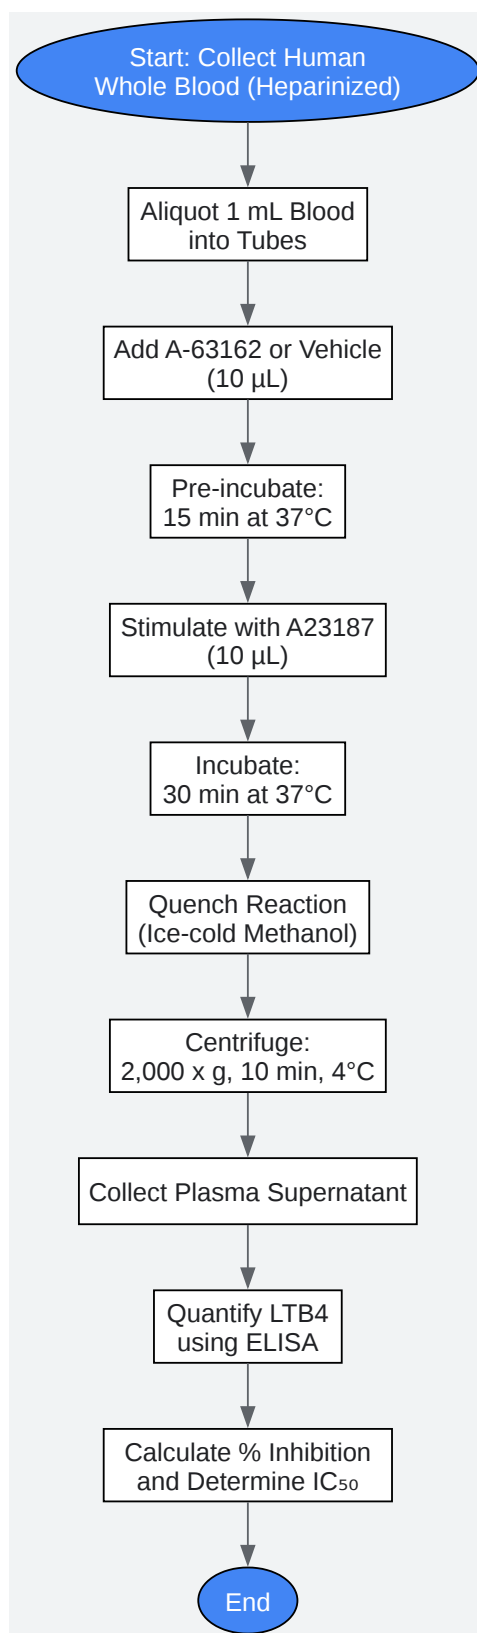 Start: Collect Human
Whole Blood (Heparinized)
Aliquot 1 mL Blood
into Tubes
Add A-63162 or Vehicle
(10 µL)
Pre-incubate:
15 min at 37°C
Stimulate with A23187
(10 µL)
Incubate:
30 min at 37°C
Quench Reaction
(Ice-cold Methanol)
Centrifuge:
2,000 x g, 10 min, 4°C
Collect Plasma Supernatant
Quantify LTB4
using ELISA
Calculate % Inhibition
and Determine IC₅₀
End